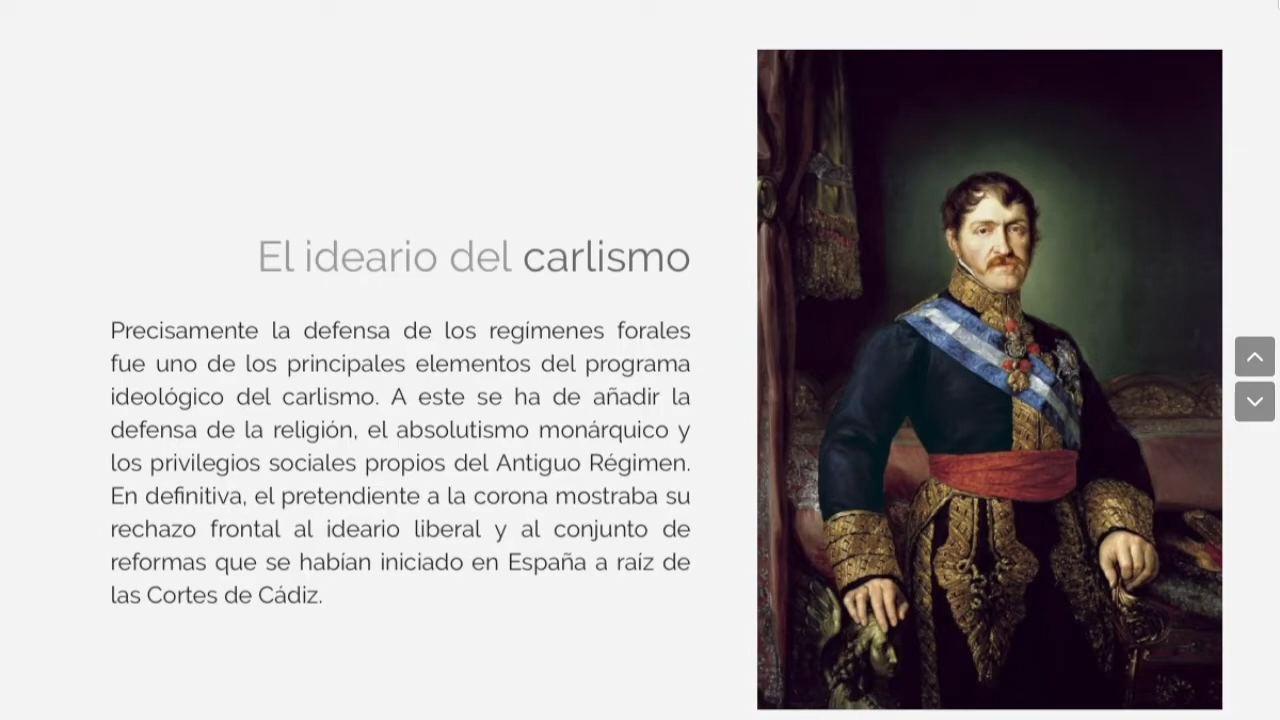 El ideario del carlismo
Precisamente la defensa de los regímenes forales
fue uno de los principales elementos del programa
ideológico del carlismo. A este se ha de añadir la
defensa de la religión, el absolutismo monárquico y
los privilegios sociales propios del Antiguo Régimen.
En definitiva, el pretendiente a la corona mostraba su
rechazo frontal al ideario liberal y al conjunto de
reformas que se habían iniciado en España a raíz de
las Cortes de Cádiz.